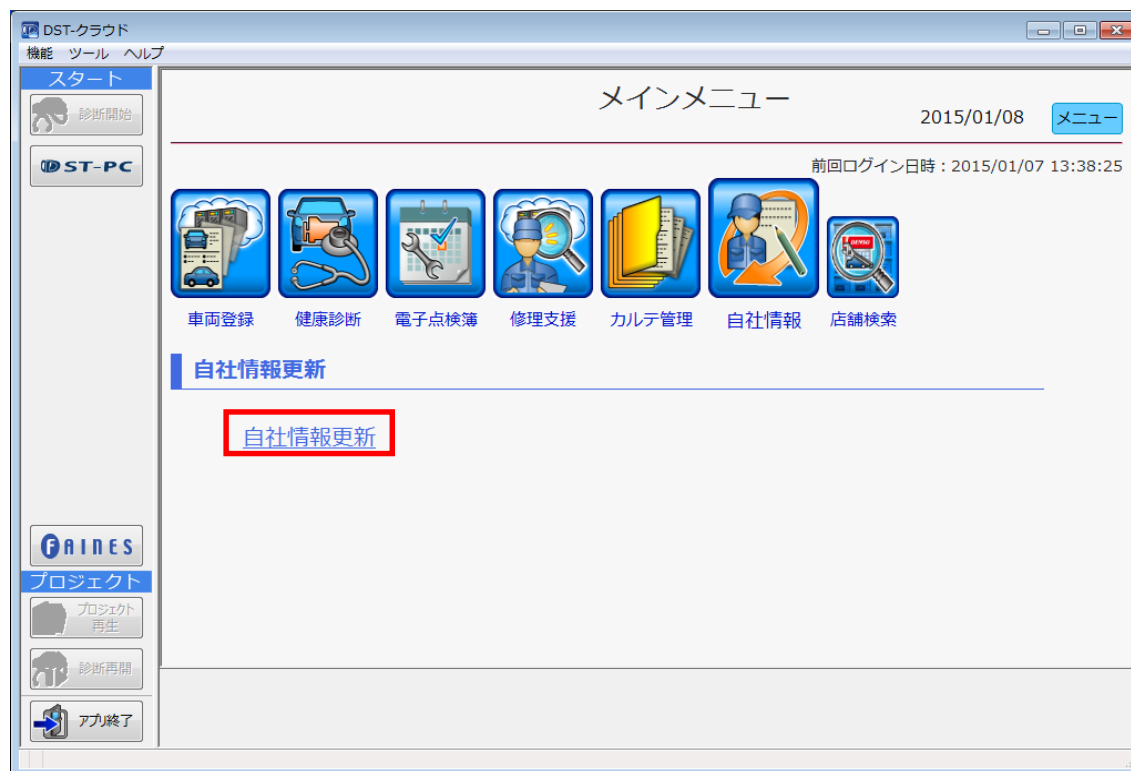 DST-クラウド
機能 ツール ヘルプ
スタート
診断開始
DST-PC
メインメニュー
2015/01/08
メニュー
前回ログイン日時：2015/01/07 13:38:25
DENSO
車両登録 健康診断 電子点検簿 修理支援 カルテ管理 自社情報 店舗検索
自社情報更新
自社情報更新
FAINES
プロジェクト
プロジェクト
再生
診断再開
アプリ終了